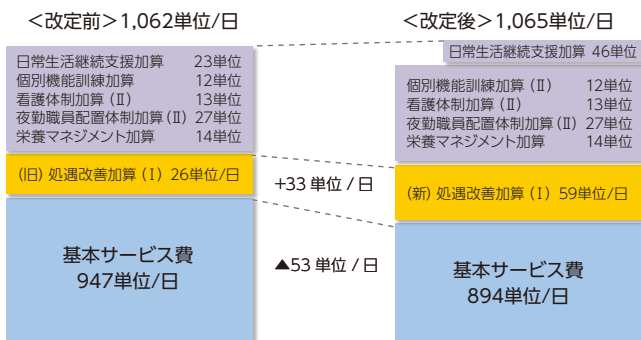 <改定前>1,062単位/日
日常生活継続支援加算 23単位
個別機能訓練加算 12単位
看護体制加算(Ⅱ) 13単位
夜勤職員配置体制加算(Ⅱ) 27単位
栄養マネジメント加算 14単位
(旧) 処遇改善加算(Ⅰ) 26単位/日
基本サービス費
947単位/日
+33 単位 / 日
▲53 単位 / 日
<改定後>1,065単位/日
日常生活継続支援加算 46単位
個別機能訓練加算(Ⅱ) 12単位
看護体制加算(Ⅱ) 13単位
夜勤職員配置体制加算(Ⅱ) 27単位
栄養マネジメント加算 14単位
(新) 処遇改善加算(Ⅰ) 59単位/日
基本サービス費
894単位/日